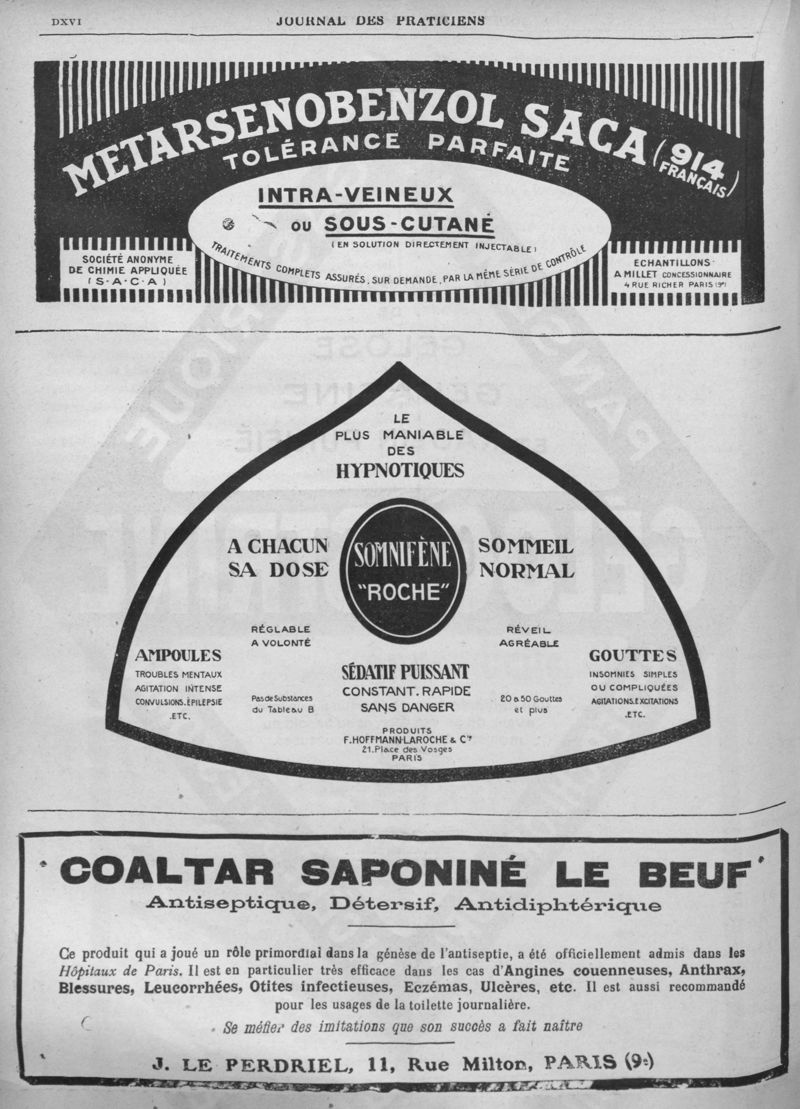 DXVI
JOURNAL DES PRATICIENS
METARSENOBENZOL SACA (914 FRANÇAIS)
TOLÉRANCE PARFAITE
INTRA-VEINEUX
OU SOUS-CUTANÉ
(EN SOLUTION DIRECTEMENT INJECTABLE)
TRAITEMENTS COMPLETS ASSURÉS, SUR DEMANDE, PAR LA MÊME SÉRIE DE CONTRÔLE
SOCIÉTÉ ANONYME
DE CHIMIE APPLIQUÉE
(S.A.C.A)
ECHANTILLONS
A MILLET CONCESSIONNAIRE
4 RUE RICHER PARIS (9e)
LE
PLUS MANIABLE
DES
HYPNOTIQUES
A CHACUN
SA DOSE
SOMNIFÈNE
"ROCHE"
SOMMEIL
NORMAL
RÉGLABLE
A VOLONTÉ
RÉVEIL
AGRÉABLE
AMPOULES
TROUBLES MENTAUX
AGITATION INTENSE
CONVULSIONS.ÉPILEPSIE
.ETC.
Pas de Substances
du Tableau B
SÉDATIF PUISSANT
CONSTANT. RAPIDE
SANS DANGER
20 a 50 Gouttes
et plus
GOUTTES
INSOMNIES SIMPLES
OU COMPLIQUÉES
AGITATIONS.EXCITATIONS
.ETC.
PRODUITS
F.HOFFMANN-LAROCHE & Cie
21.Place des Vosges
PARIS
COALTAR SAPONINÉ LE BEUF
Antiseptique, Détersif, Antidiphtérique
Ce produit qui a joué un rôle primordial dans la génèse de l'antiseptie, a été officiellement admis dans les
Hôpitaux de Paris. Il est en particulier très efficace dans les cas d'Angines couenneuses, Anthrax,
Blessures, Leucorrhées, Otites infectieuses, Eczémas, Ulcères, etc. Il est aussi recommandé
pour les usages de la toilette journalière.
Se méfier des imitations que son succès a fait naître
J. LE PERDRIEL, 11, Rue Milton, PARIS (9e)